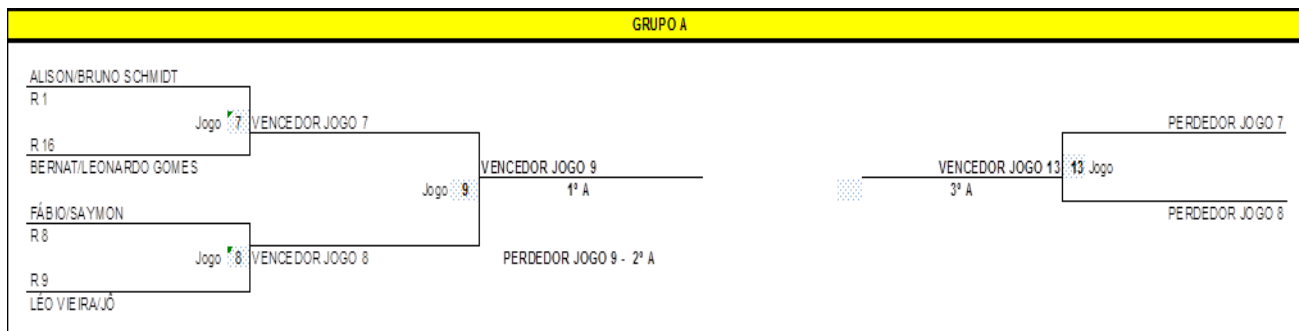 GRUPO A
ALISON/BRUNO SCHMIDT
R 1
Jogo 7 VENCEDOR JOGO 7
PERDEDOR JOGO 7
R 16
BERNAT/LEONARDO GOMES
VENCEDOR JOGO 9
VENCEDOR JOGO 13 13 Jogo
Jogo 9 1º A
3º A
FÁBIO/SAYMON
PERDEDOR JOGO 8
R 8
Jogo 8 VENCEDOR JOGO 8
PERDEDOR JOGO 9 - 2º A
R 9
LÉO VIEIRA/JÔ